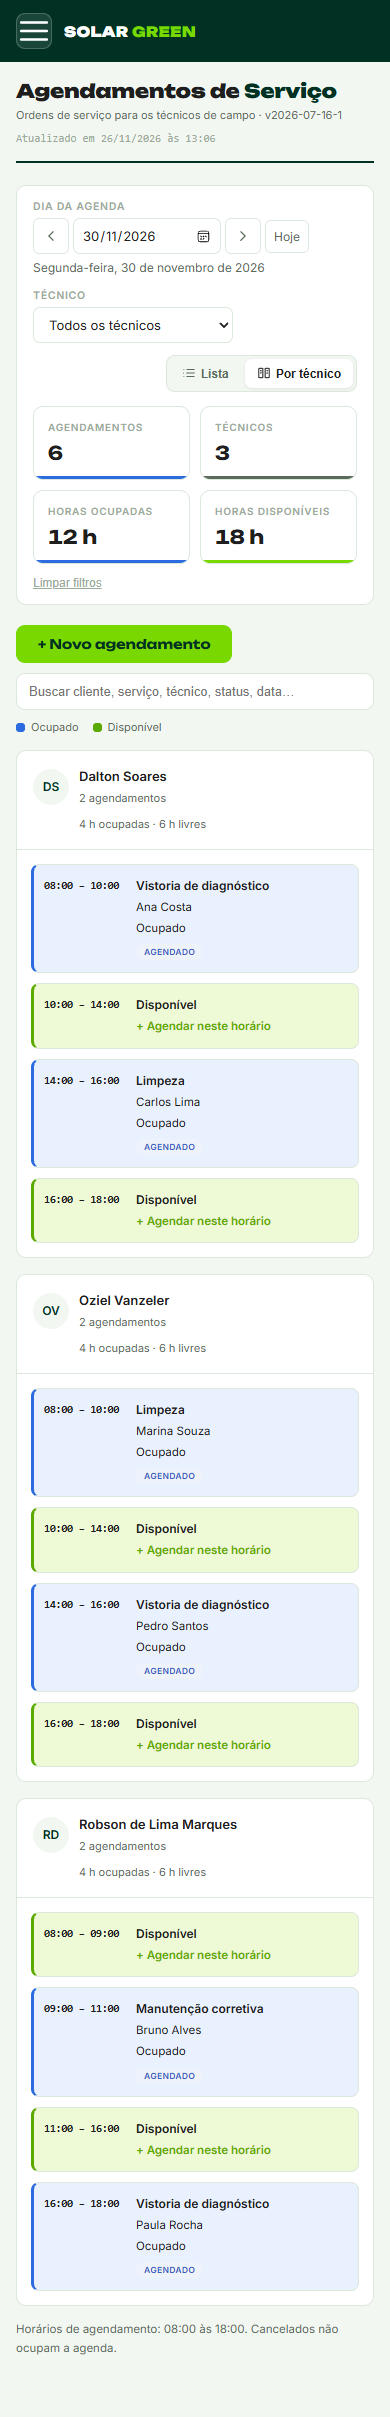 SOLAR GREEN
Agendamentos de Serviço
Ordens de serviço para os técnicos de campo · v2026-07-16-1
Atualizado em 26/11/2026 às 13:06
DIA DA AGENDA
30/11/2026
Hoje
Segunda-feira, 30 de novembro de 2026
TÉCNICO
Todos os técnicos
Lista
Por técnico
AGENDAMENTOS
6
TÉCNICOS
3
HORAS OCUPADAS
12 h
HORAS DISPONÍVEIS
18 h
Limpar filtros
+ Novo agendamento
Buscar cliente, serviço, técnico, status, data…
Ocupado
Disponível
DS
Dalton Soares
2 agendamentos
4 h ocupadas · 6 h livres
08:00 – 10:00
Vistoria de diagnóstico
Ana Costa
Ocupado
AGENDADO
10:00 – 14:00
Disponível
+ Agendar neste horário
14:00 – 16:00
Limpeza
Carlos Lima
Ocupado
AGENDADO
16:00 – 18:00
Disponível
+ Agendar neste horário
OV
Oziel Vanzeler
2 agendamentos
4 h ocupadas · 6 h livres
08:00 – 10:00
Limpeza
Marina Souza
Ocupado
AGENDADO
10:00 – 14:00
Disponível
+ Agendar neste horário
14:00 – 16:00
Vistoria de diagnóstico
Pedro Santos
Ocupado
AGENDADO
16:00 – 18:00
Disponível
+ Agendar neste horário
RD
Robson de Lima Marques
2 agendamentos
4 h ocupadas · 6 h livres
08:00 – 09:00
Disponível
+ Agendar neste horário
09:00 – 11:00
Manutenção corretiva
Bruno Alves
Ocupado
AGENDADO
11:00 – 16:00
Disponível
+ Agendar neste horário
16:00 – 18:00
Vistoria de diagnóstico
Paula Rocha
Ocupado
AGENDADO
Horários de agendamento: 08:00 às 18:00. Cancelados não
ocupam a agenda.